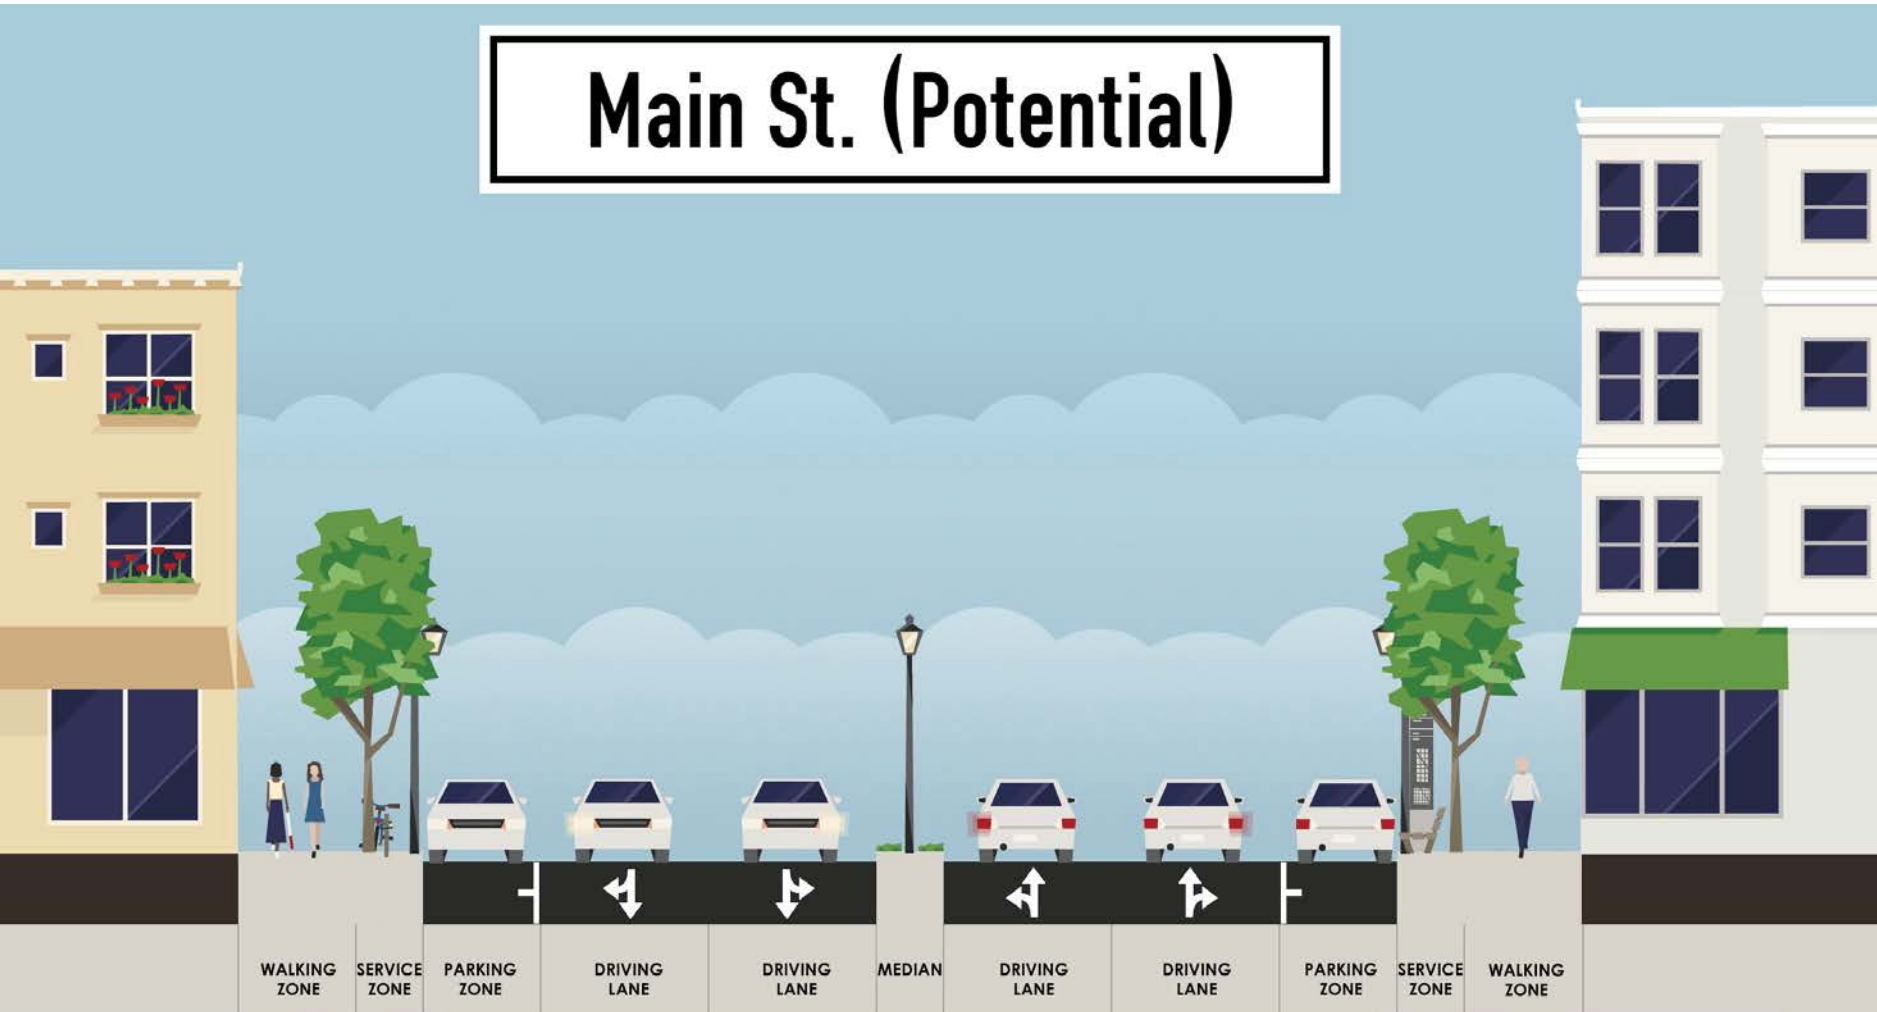 Main St. (Potential)
WALKING ZONE
SERVICE ZONE
PARKING ZONE
DRIVING LANE
DRIVING LANE
MEDIAN
DRIVING LANE
DRIVING LANE
PARKING ZONE
SERVICE ZONE
WALKING ZONE